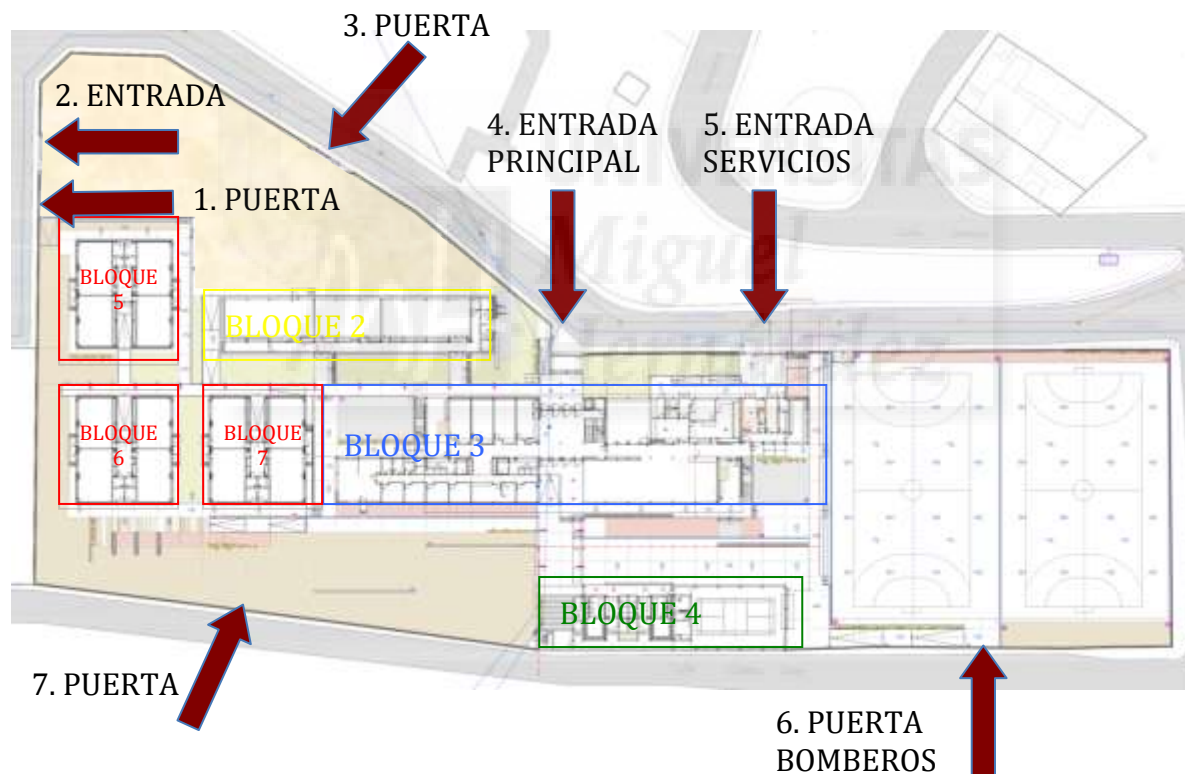 3. PUERTA
2. ENTRADA
1. PUERTA
4. ENTRADA
PRINCIPAL
5. ENTRADA
SERVICIOS
BLOQUE
5
BLOQUE 2
BLOQUE
6
BLOQUE
7
BLOQUE 3
BLOQUE 4
7. PUERTA
6. PUERTA
BOMBEROS
Miguel